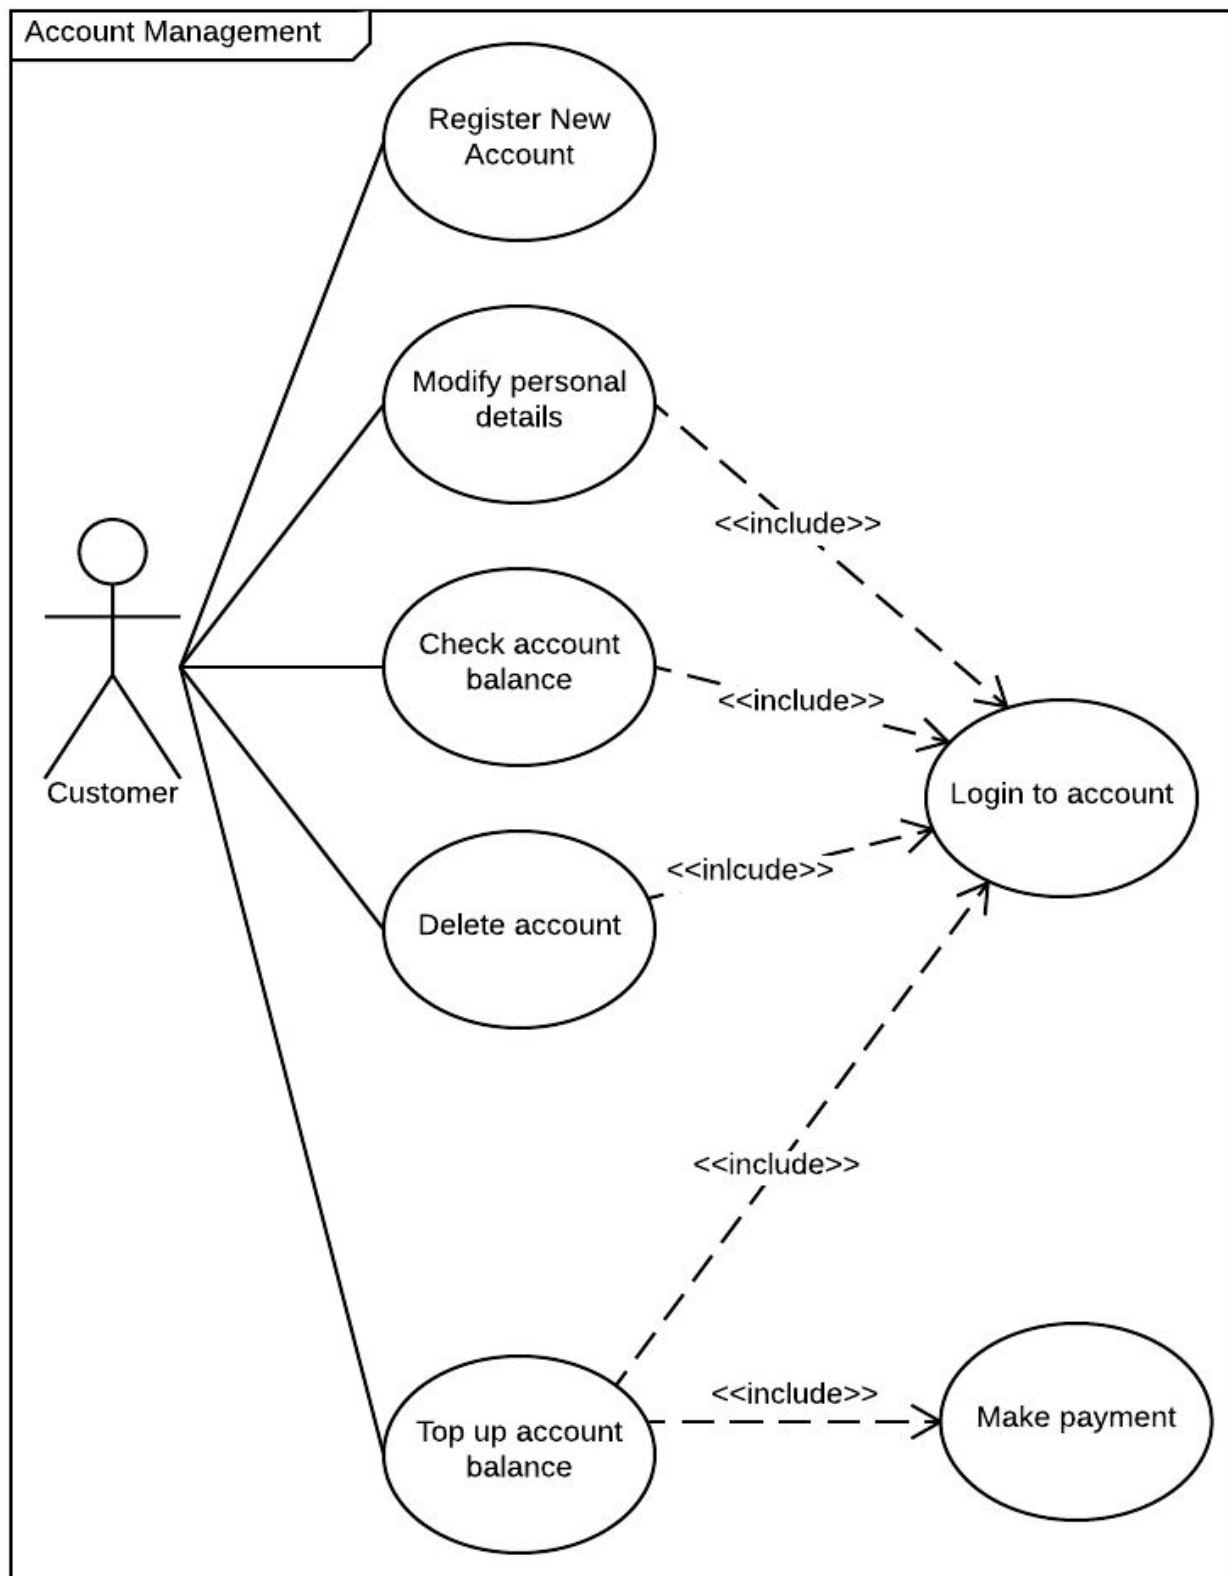 Account Management
Register New
Account
Modify personal
details
<<include>>
Check account
balance
<<include>>
Login to account
Customer
<<inlcude>>
Delete account
<<include>>
<<include>>
Make payment
Top up account
balance